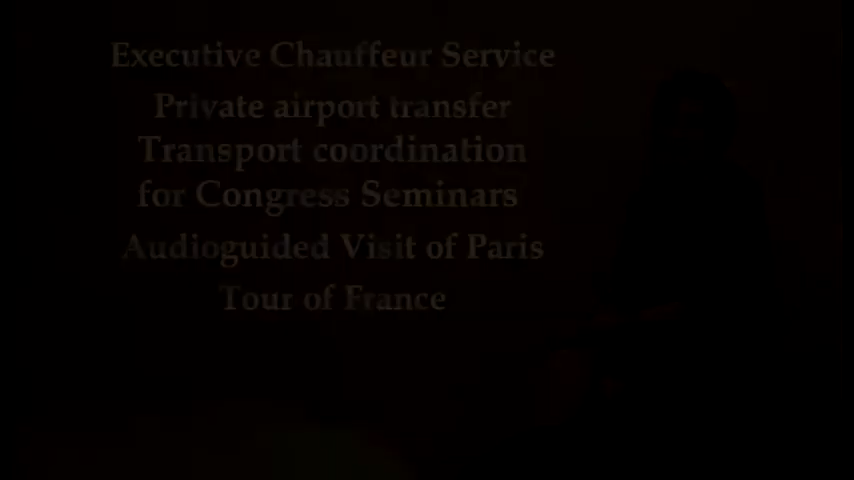 Executive Chauffeur Service
Private airport transfer
Transport coordination
for Congress Seminars
Audioguided Visit of Paris
Tour of France